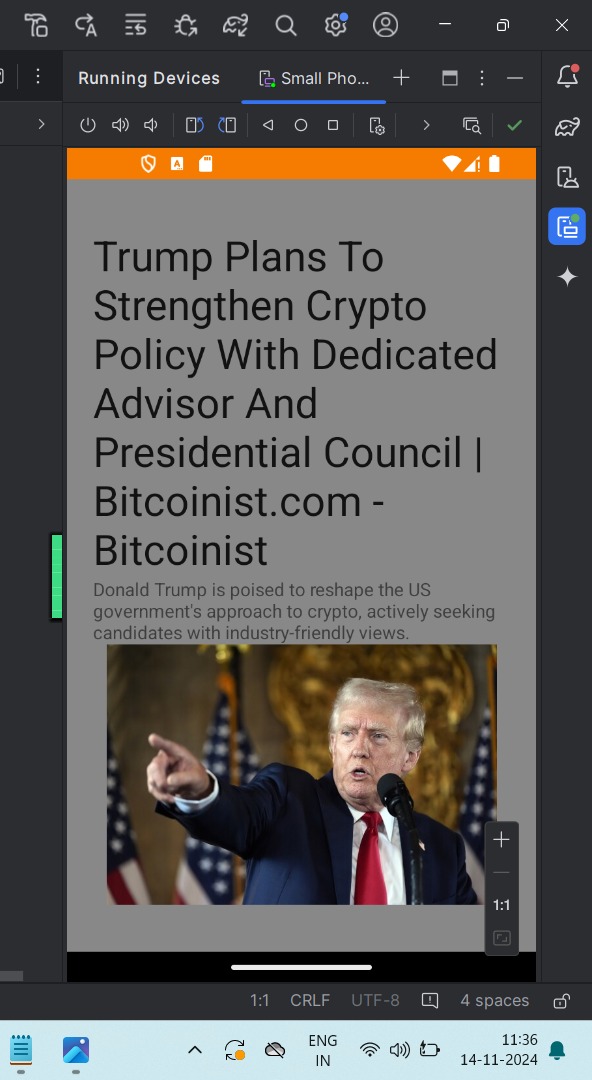 Running Devices
Small Pho...
Trump Plans To
Strengthen Crypto
Policy With Dedicated
Advisor And
Presidential Council |
Bitcoinist.com -
Bitcoinist
Donald Trump is poised to reshape the US
government's approach to crypto, actively seeking
candidates with industry-friendly views.
1:1
1:1 CRLF UTF-8 4 spaces
ENG
IN
11:36
14-11-2024